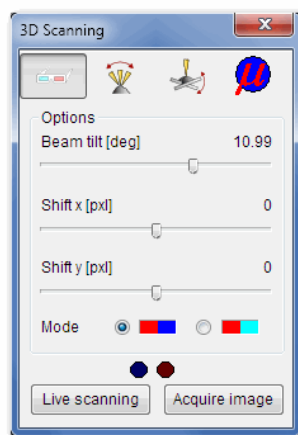 3D Scanning
μ
Options
Beam tilt [deg] 10.99
Shift x [pxl] 0
Shift y [pxl] 0
Mode
Live scanning Acquire image